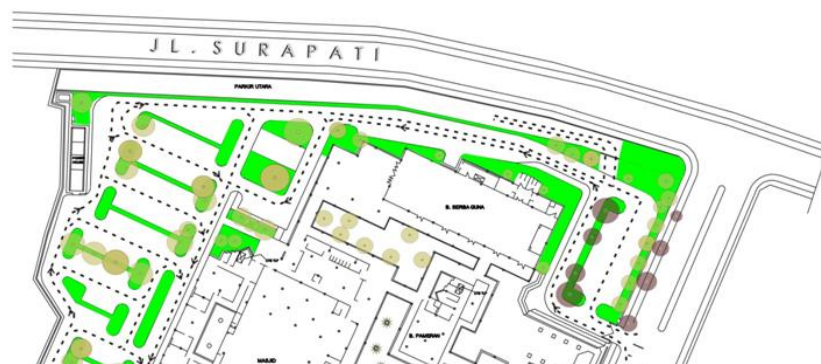 JL. SURAPATI
PARKIR UTARA
G. SERBA GUNA
G. PAMERAN
MASJID